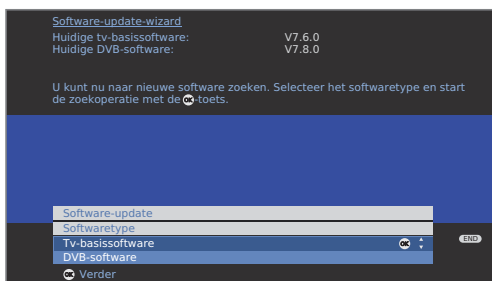 Software-update-wizard
Huidige tv-basissoftware: V7.6.0
Huidige DVB-software: V7.8.0
U kunt nu naar nieuwe software zoeken. Selecteer het softwaretype en start
de zoekoperatie met de OK-toets.
Software-update
Softwaretype
Tv-basissoftware OK
END
DVB-software
OK Verder